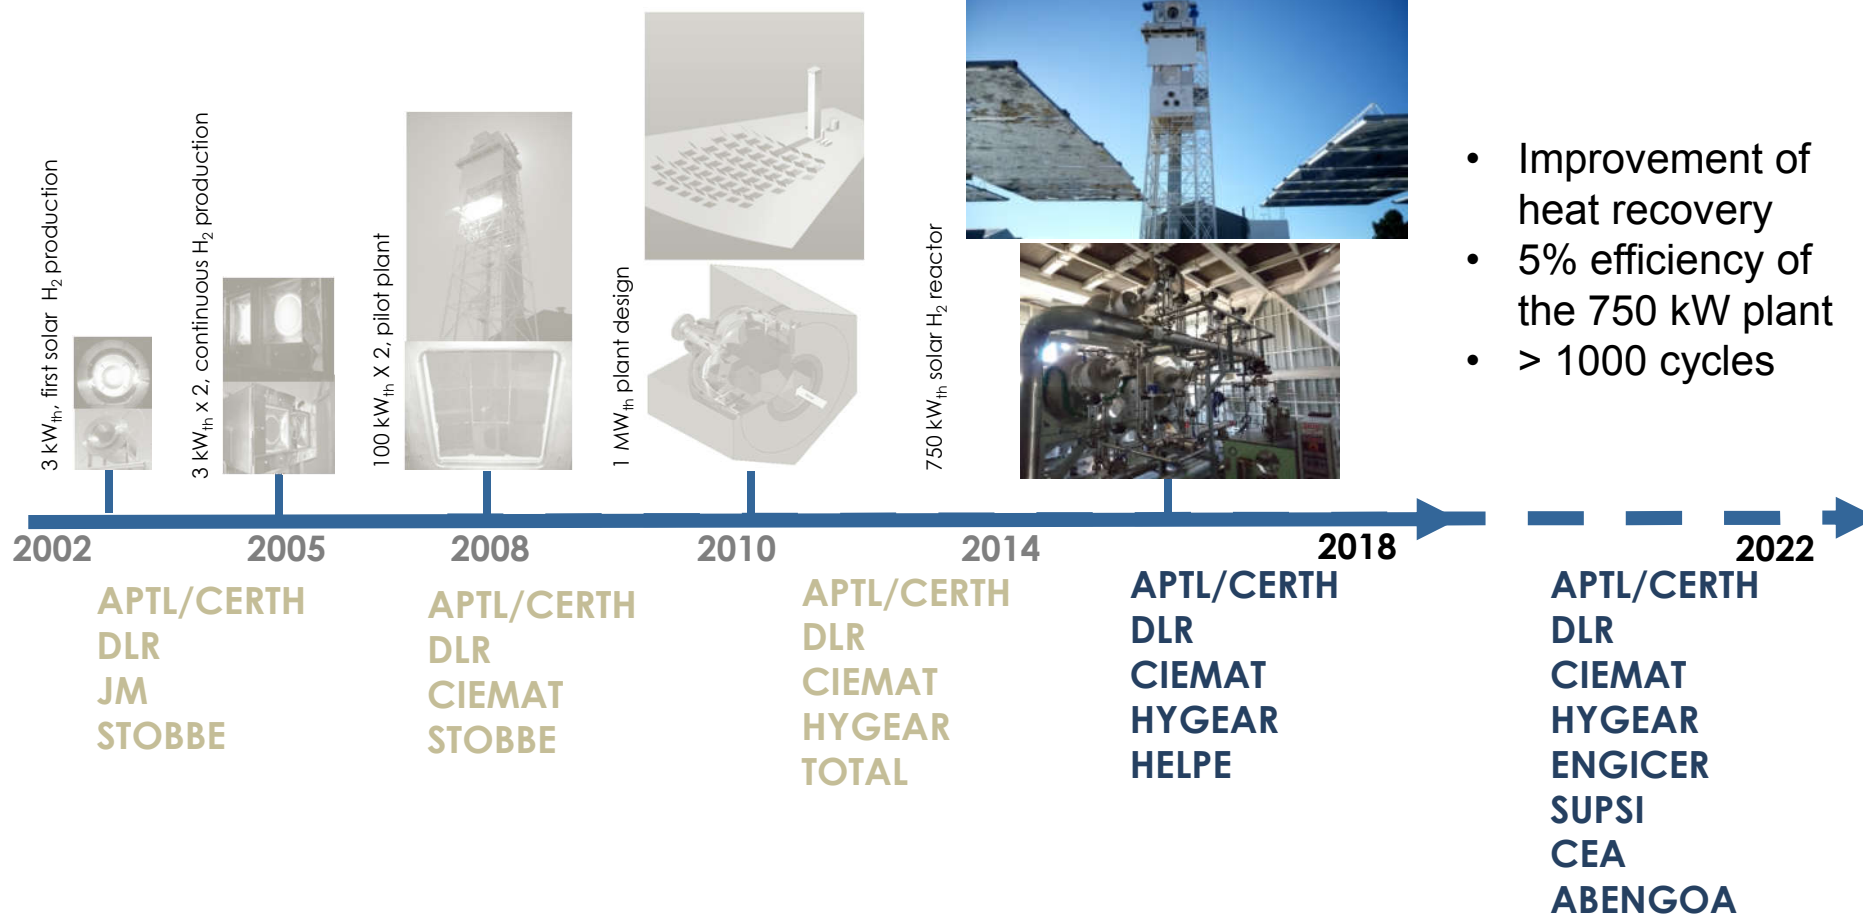 3 kWth, first solar H2 production
3 kWth x 2, continuous H2 production
100 kWth X 2, pilot plant
1 MWth plant design
750 kWth solar H2 reactor
• Improvement of
heat recovery
• 5% efficiency of
the 750 kW plant
• > 1000 cycles
2002
2005
2008
2010
2014
2018
2022
APTL/CERTH
DLR
JM
STOBBE
APTL/CERTH
DLR
CIEMAT
STOBBE
APTL/CERTH
DLR
CIEMAT
HYGEAR
TOTAL
APTL/CERTH
DLR
CIEMAT
HYGEAR
HELPE
APTL/CERTH
DLR
CIEMAT
HYGEAR
ENGICER
SUPSI
CEA
ABENGOA